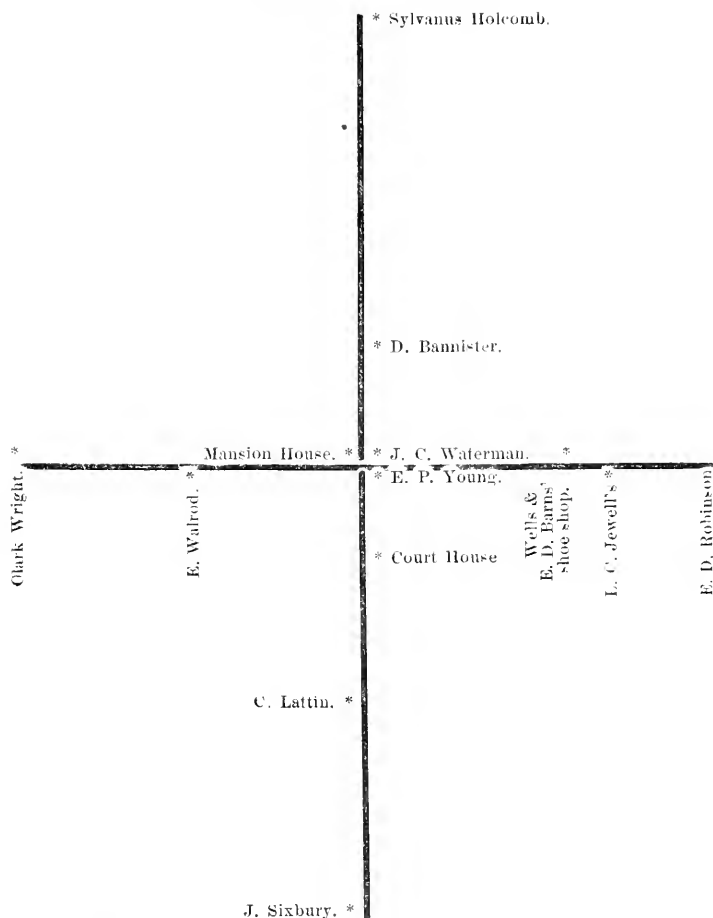 * Sylvanus Holcomb.
* D. Bannister.
Mansion House. *
* J. C. Waterman. *
* E. P. Young.
Clark Wright. *
E. Walrod. *
* Court House
Wells &
E. D. Barns'
shoe shop.
L. C. Jewell's *
E. D. Robinson
C. Lattin. *
J. Sixbury. *